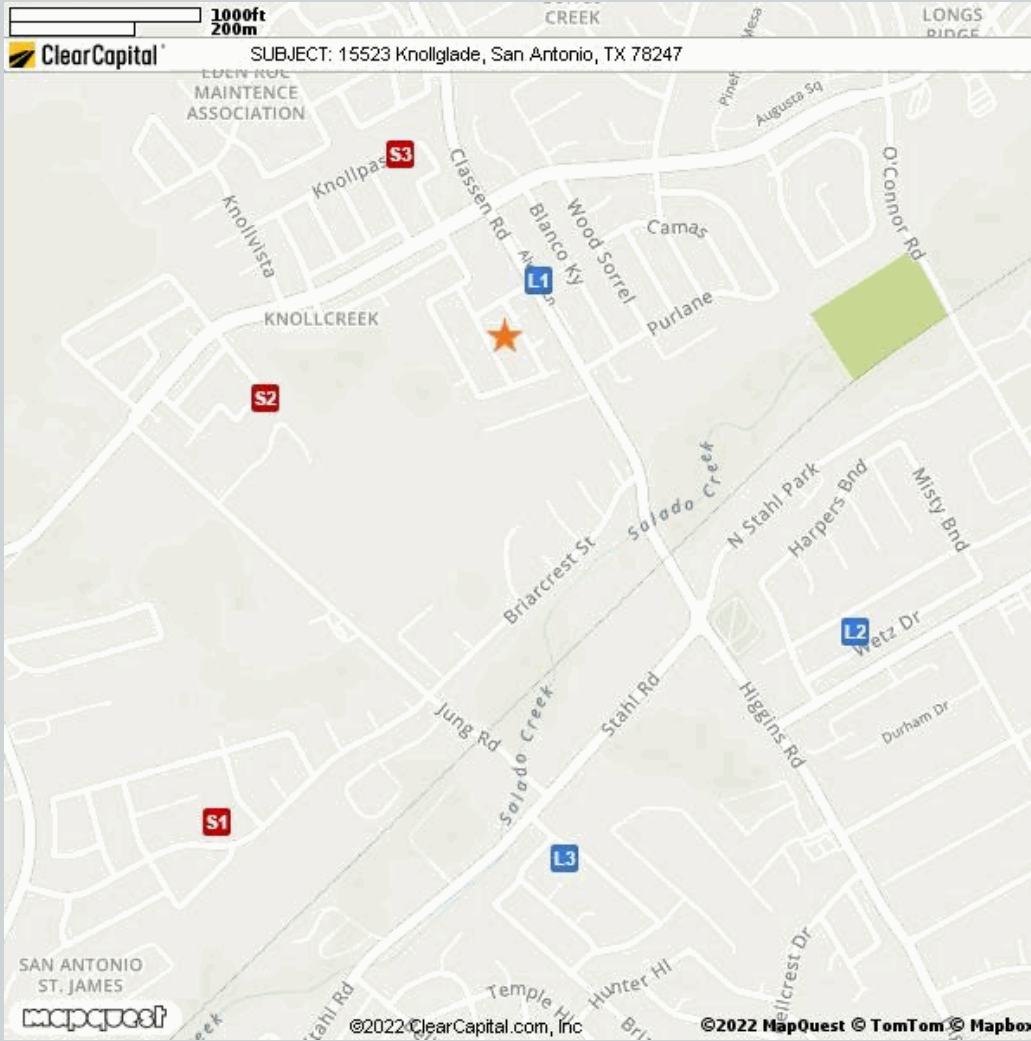 1000ft
200m
CREEK
Mesa
LONGS
RIDGE
ClearCapital
SUBJECT: 15523 Knollglade, San Antonio, TX 78247
EDEN ROC
MAINTENCE
ASSOCIATION
Augusta Sq
S3
Knollpass
Classen Rd
O'Connor Rd
Knollvista
Blanco Ky
Wood Sorrel
Camas
L1
KNOLLCREEK
Purlane
S2
Salado Creek
N Stahl Park
Harpers Bnd
Misty Bnd
Briarcrest St
L2
Wetz Dr
Jung Rd
Salado Creek
Stahl Rd
Higgins Rd
Durham Dr
S1
L3
SAN ANTONIO
ST. JAMES
Stahl Rd
Temple Hl
Hunter Hl
mapquest
©2022 ClearCapital.com, Inc
©2022 MapQuest © TomTom © Mapbox